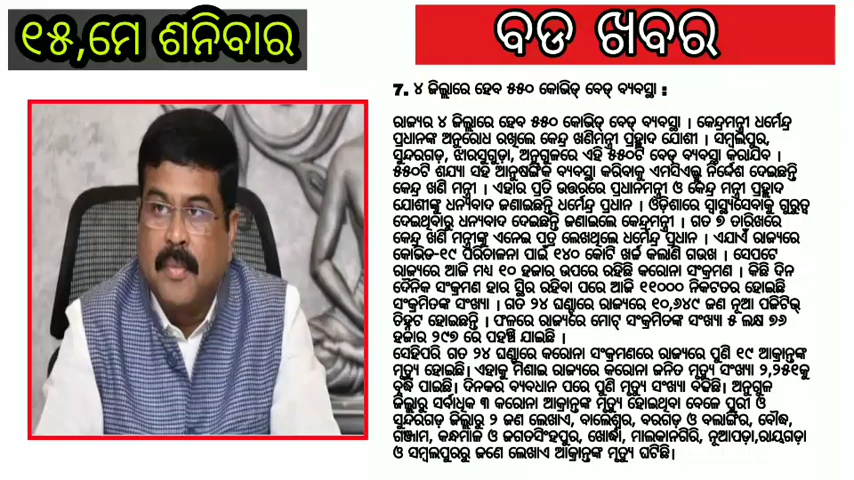 ୧୫,ମେ ଶନିବାର
ବଡ ଖବର
7. ୪ ଜିଲ୍ଲାରେ ହେବ ୫୫୦ କୋଭିଡ୍ ବେଡ୍ ବ୍ୟବସ୍ଥା :
ରାଜ୍ୟର ୪ ଜିଲ୍ଲାରେ ହେବ ୫୫୦ କୋଭିଡ୍ ବେଡ୍ ବ୍ୟବସ୍ଥା । କେନ୍ଦ୍ରମନ୍ତ୍ରୀ ଧର୍ମେନ୍ଦ୍ର
ପ୍ରଧାନଙ୍କ ଅନୁରୋଧ ରଖିଲେ କେନ୍ଦ୍ର ଖଣିମନ୍ତ୍ରୀ ପ୍ରହ୍ଲାଦ ଯୋଶୀ । ସମ୍ବଲପୁର,
ସୁନ୍ଦରଗଡ଼, ଝାରସୁଗୁଡ଼ା, ଅନୁଗୁଳରେ ଏହି ୫୫୦ଟି ବେଡ୍ ବ୍ୟବସ୍ଥା କରାଯିବ ।
୫୫୦ଟି ଶଯ୍ୟା ସହ ଆନୁଷଙ୍ଗିକ ବ୍ୟବସ୍ଥା କରିବାକୁ ଏମସିଏଲ୍କୁ ନିର୍ଦ୍ଦେଶ ଦେଇଛନ୍ତି
କେନ୍ଦ୍ର ଖଣି ମନ୍ତ୍ରୀ । ଏହାର ପ୍ରତି ଉତ୍ତରରେ ପ୍ରଧାନମନ୍ତ୍ରୀ ଓ କେନ୍ଦ୍ର ମନ୍ତ୍ରୀ ପ୍ରହ୍ଲାଦ
ଯୋଶୀଙ୍କୁ ଧନ୍ୟବାଦ ଜଣାଇଛନ୍ତି ଧର୍ମେନ୍ଦ୍ର ପ୍ରଧାନ । ଓଡ଼ିଶାରେ ସ୍ୱାସ୍ଥ୍ୟସେବାକୁ ଗୁରୁତ୍ୱ
ଦେଇଥିବାରୁ ଧନ୍ୟବାଦ ଦେଇଛନ୍ତି ଜଣାଇଲେ କେନ୍ଦ୍ରମନ୍ତ୍ରୀ । ଗତ ୭ ତାରିଖରେ
କେନ୍ଦ୍ର ଖଣି ମନ୍ତ୍ରୀଙ୍କୁ ଏନେଇ ପତ୍ର ଲେଖିଥିଲେ ଧର୍ମେନ୍ଦ୍ର ପ୍ରଧାନ । ଏଯାଏଁ ରାଜ୍ୟରେ
କୋଭିଡ-୧୯ ପରିଚାଳନା ପାଇଁ ୧୪୦ କୋଟି ଖର୍ଚ୍ଚ କଲାଣି ଗଉଖ । ସେପଟେ
ରାଜ୍ୟରେ ଆଜି ମଧ୍ୟ ୧୦ ହଜାର ଉପରେ ରହିଛି କରୋନା ସଂକ୍ରମଣ । କିଛି ଦିନ
ଦୈନିକ ସଂକ୍ରମଣ ହାର ସ୍ଥିର ରହିବା ପରେ ଆଜି ୧୧୦୦୦ ନିକଟତର ହୋଇଛି
ସଂକ୍ରମିତଙ୍କ ସଂଖ୍ୟା । ଗତ ୨୪ ଘଣ୍ଟାରେ ରାଜ୍ୟରେ ୧୦,୬୪୯ ଜଣ ନୂଆ ପଜିଟିଭ୍
ଚିହ୍ନଟ ହୋଇଛନ୍ତି । ଫଳରେ ରାଜ୍ୟରେ ମୋଟ୍ ସଂକ୍ରମିତଙ୍କ ସଂଖ୍ୟା ୫ ଲକ୍ଷ ୭୬
ହଜାର ୨୯୭ ରେ ପହଞ୍ଚି ଯାଇଛି ।
ସେହିପରି ଗତ ୨୪ ଘଣ୍ଟାରେ କରୋନା ସଂକ୍ରମଣରେ ରାଜ୍ୟରେ ପୁଣି ୧୯ ଆକ୍ରାନ୍ତଙ୍କ
ମୃତ୍ୟୁ ହୋଇଛି। ଏହାକୁ ମିଶାଇ ରାଜ୍ୟରେ କରୋନା ଜନିତ ମୃତ୍ୟୁ ସଂଖ୍ୟା ୨,୨୫୧କୁ
ବୃଦ୍ଧି ପାଇଛି। ଦିନକର ବ୍ୟବଧାନ ପରେ ପୁଣି ମୃତ୍ୟୁ ସଂଖ୍ୟା ବଢିଛି। ଅନୁଗୁଳ
ଜିଲ୍ଲାରୁ ସର୍ବାଧିକ ୩ କରୋନା ଆକ୍ରାନ୍ତଙ୍କ ମୃତ୍ୟୁ ହୋଇଥିବା ବେଳେ ପୁରୀ ଓ
ସୁନ୍ଦରଗଡ଼ ଜିଲ୍ଲାରୁ ୨ ଜଣ ଲେଖାଏ, ବାଲେଶ୍ୱର, ବରଗଡ଼ ଓ ବଲାଙ୍ଗିର, ବୌଦ୍ଧ,
ଗଞ୍ଜାମ, କନ୍ଧମାଳ ଓ ଜଗତସିଂହପୁର, ଖୋର୍ଦ୍ଧା, ମାଲକାନଗିରି, ନୂଆପଡ଼ା,ରାୟଗଡ଼ା
ଓ ସମ୍ବଲପୁରରୁ ଜଣେ ଲେଖାଏ ଆକ୍ରାନ୍ତଙ୍କ ମୃତ୍ୟୁ ଘଟିଛି।